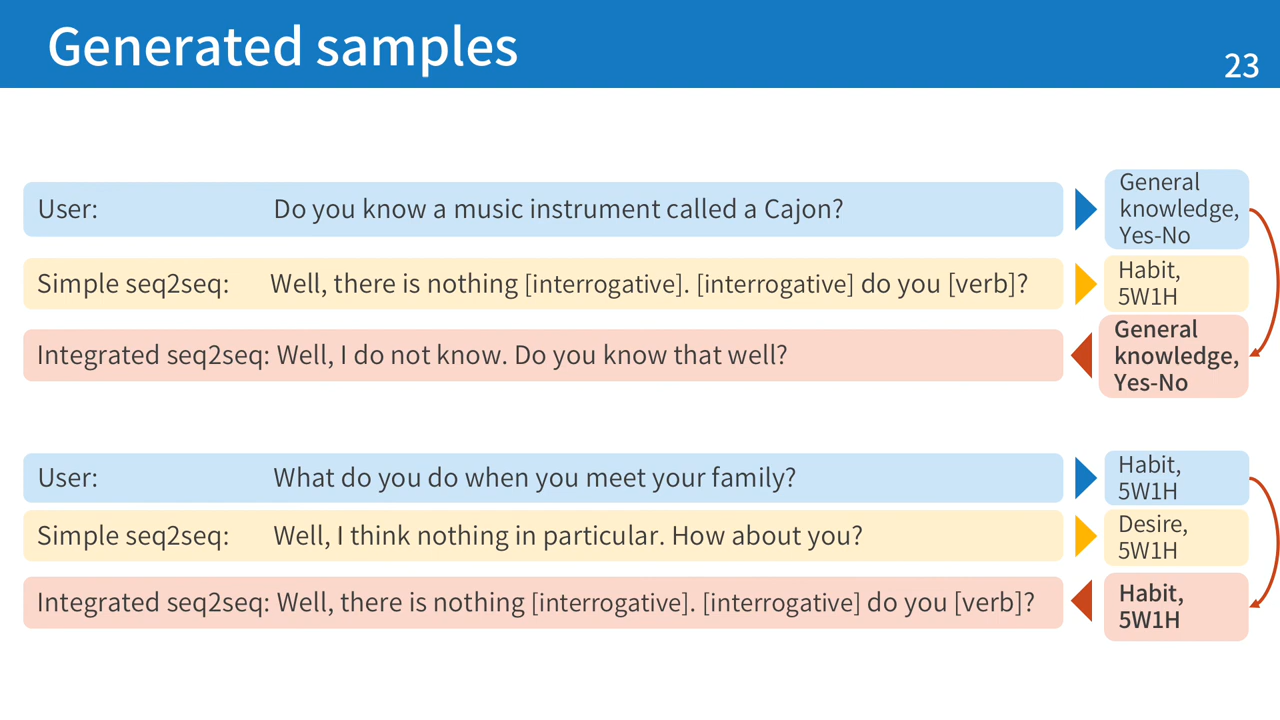 Generated samples
23
User: Do you know a music instrument called a Cajon?
General
knowledge,
Yes-No
Simple seq2seq: Well, there is nothing [interrogative]. [interrogative] do you [verb]?
Habit,
5W1H
Integrated seq2seq: Well, I do not know. Do you know that well?
General
knowledge,
Yes-No
User: What do you do when you meet your family?
Habit,
5W1H
Simple seq2seq: Well, I think nothing in particular. How about you?
Desire,
5W1H
Integrated seq2seq: Well, there is nothing [interrogative]. [interrogative] do you [verb]?
Habit,
5W1H